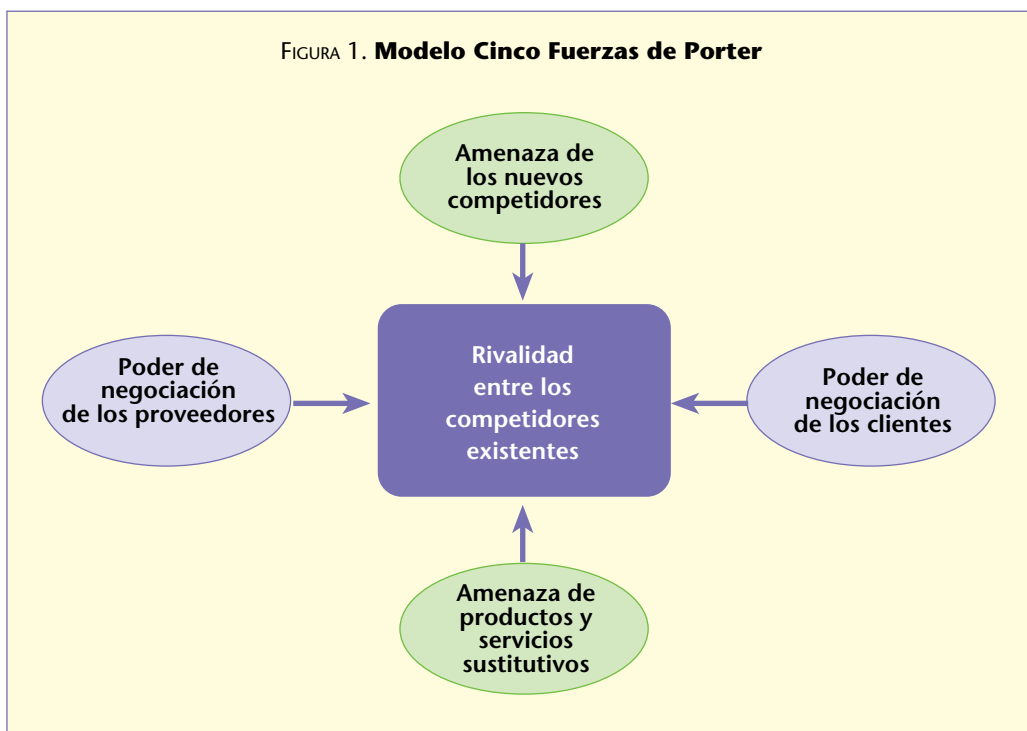 FIGURA 1. Modelo Cinco Fuerzas de Porter
Amenaza de
los nuevos
competidores
Poder de
negociación
de los proveedores
Rivalidad
entre los
competidores
existentes
Poder de
negociación
de los clientes
Amenaza de
productos y
servicios
sustitutivos